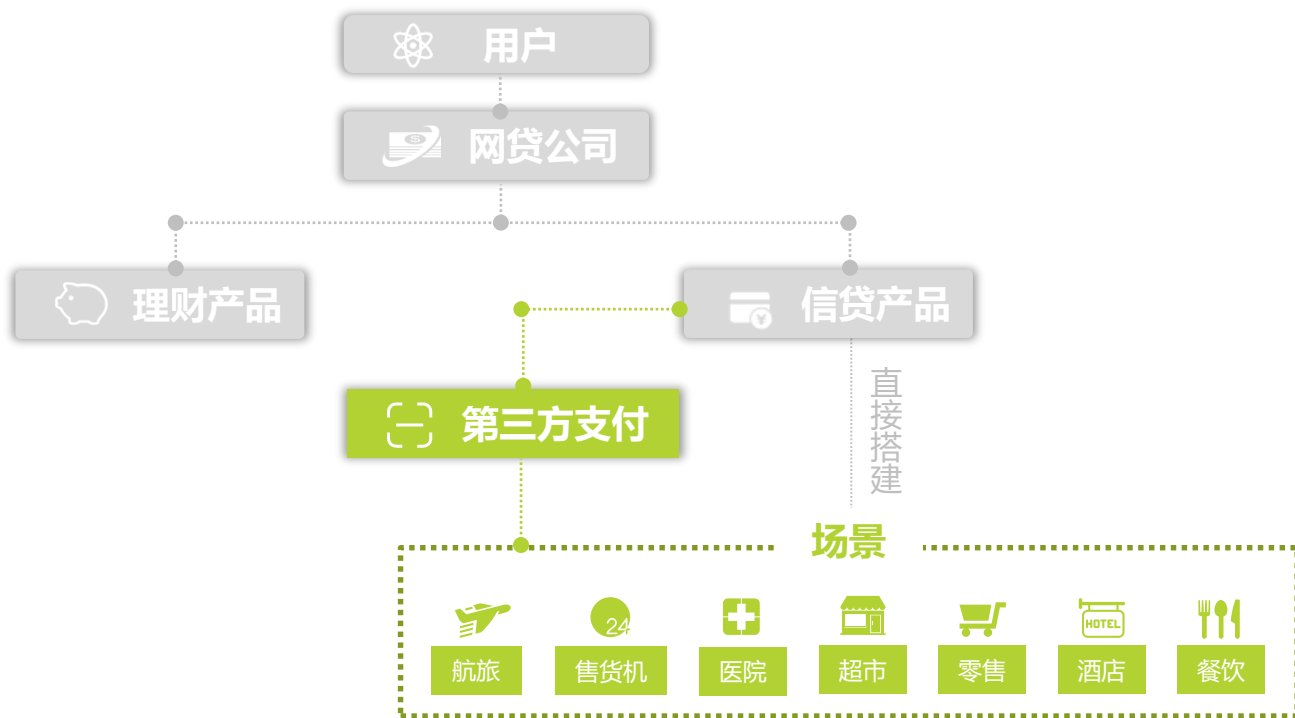 用户
网贷公司
理财产品
信贷产品
第三方支付
直接搭建
场景
24
HOTEL
航旅
售货机
医院
超市
零售
酒店
餐饮